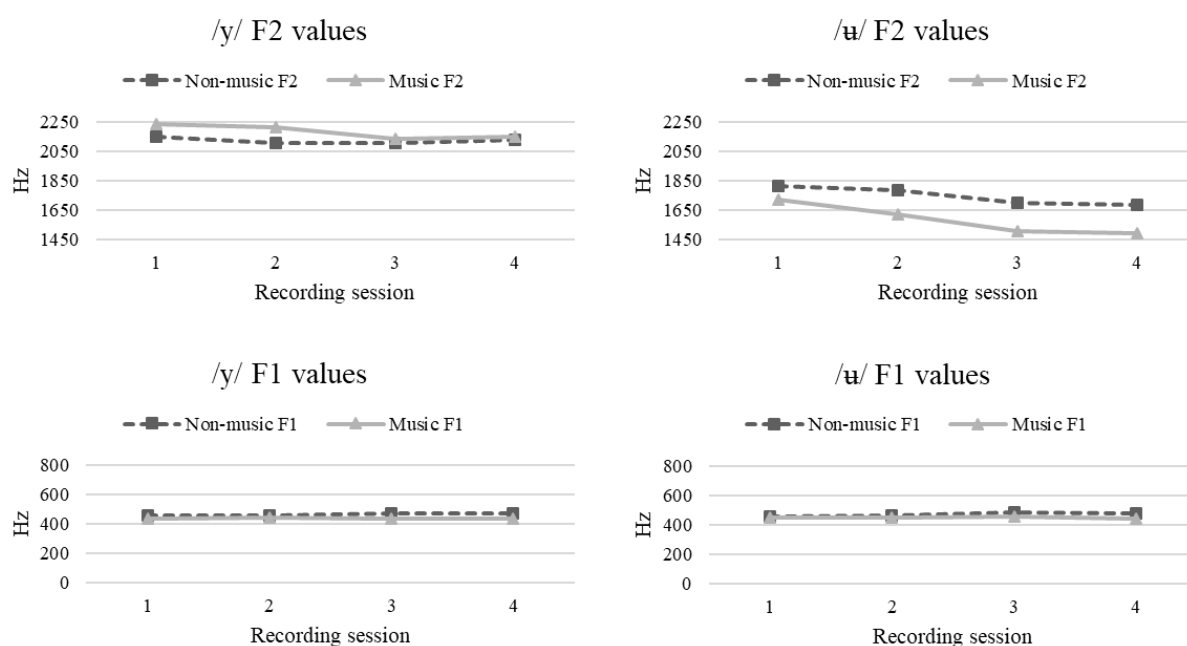 /y/ F2 values
Non-music F2 Music F2
2250
2050
1850
1650
1450
Hz
1 2 3 4
Recording session
/ʉ/ F2 values
Non-music F2 Music F2
2250
2050
1850
1650
1450
Hz
1 2 3 4
Recording session
/y/ F1 values
Non-music F1 Music F1
800
600
400
200
0
Hz
1 2 3 4
Recording session
/ʉ/ F1 values
Non-music F1 Music F1
800
600
400
200
0
Hz
1 2 3 4
Recording session